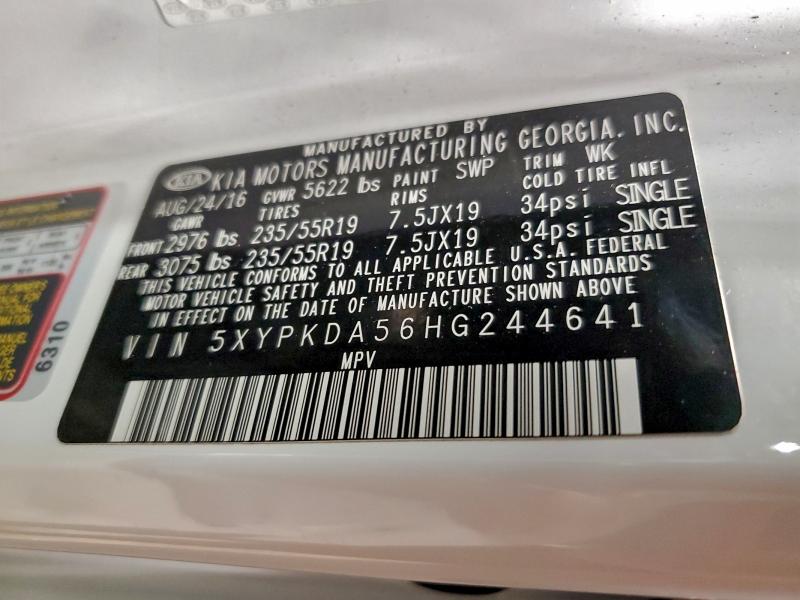 MANUFACTURED BY
KIA KIA MOTORS MANUFACTURING GEORGIA. INC.
AUG/24/16 GVWR 5622 lbs PAINT SWP TRIM WK
GAWR TIRES RIMS COLD TIRE INFL
FRONT 2976 lbs 235/55R19 7.5JX19 34psi SINGLE
REAR 3075 lbs 235/55R19 7.5JX19 34psi SINGLE
THIS VEHICLE CONFORMS TO ALL APPLICABLE U.S.A. FEDERAL
MOTOR VEHICLE SAFETY AND THEFT PREVENTION STANDARDS
IN EFFECT ON THE DATE OF MANUFACTURE SHOWN ABOVE
VIN 5XYPKDA56HG244641
MPV
6310